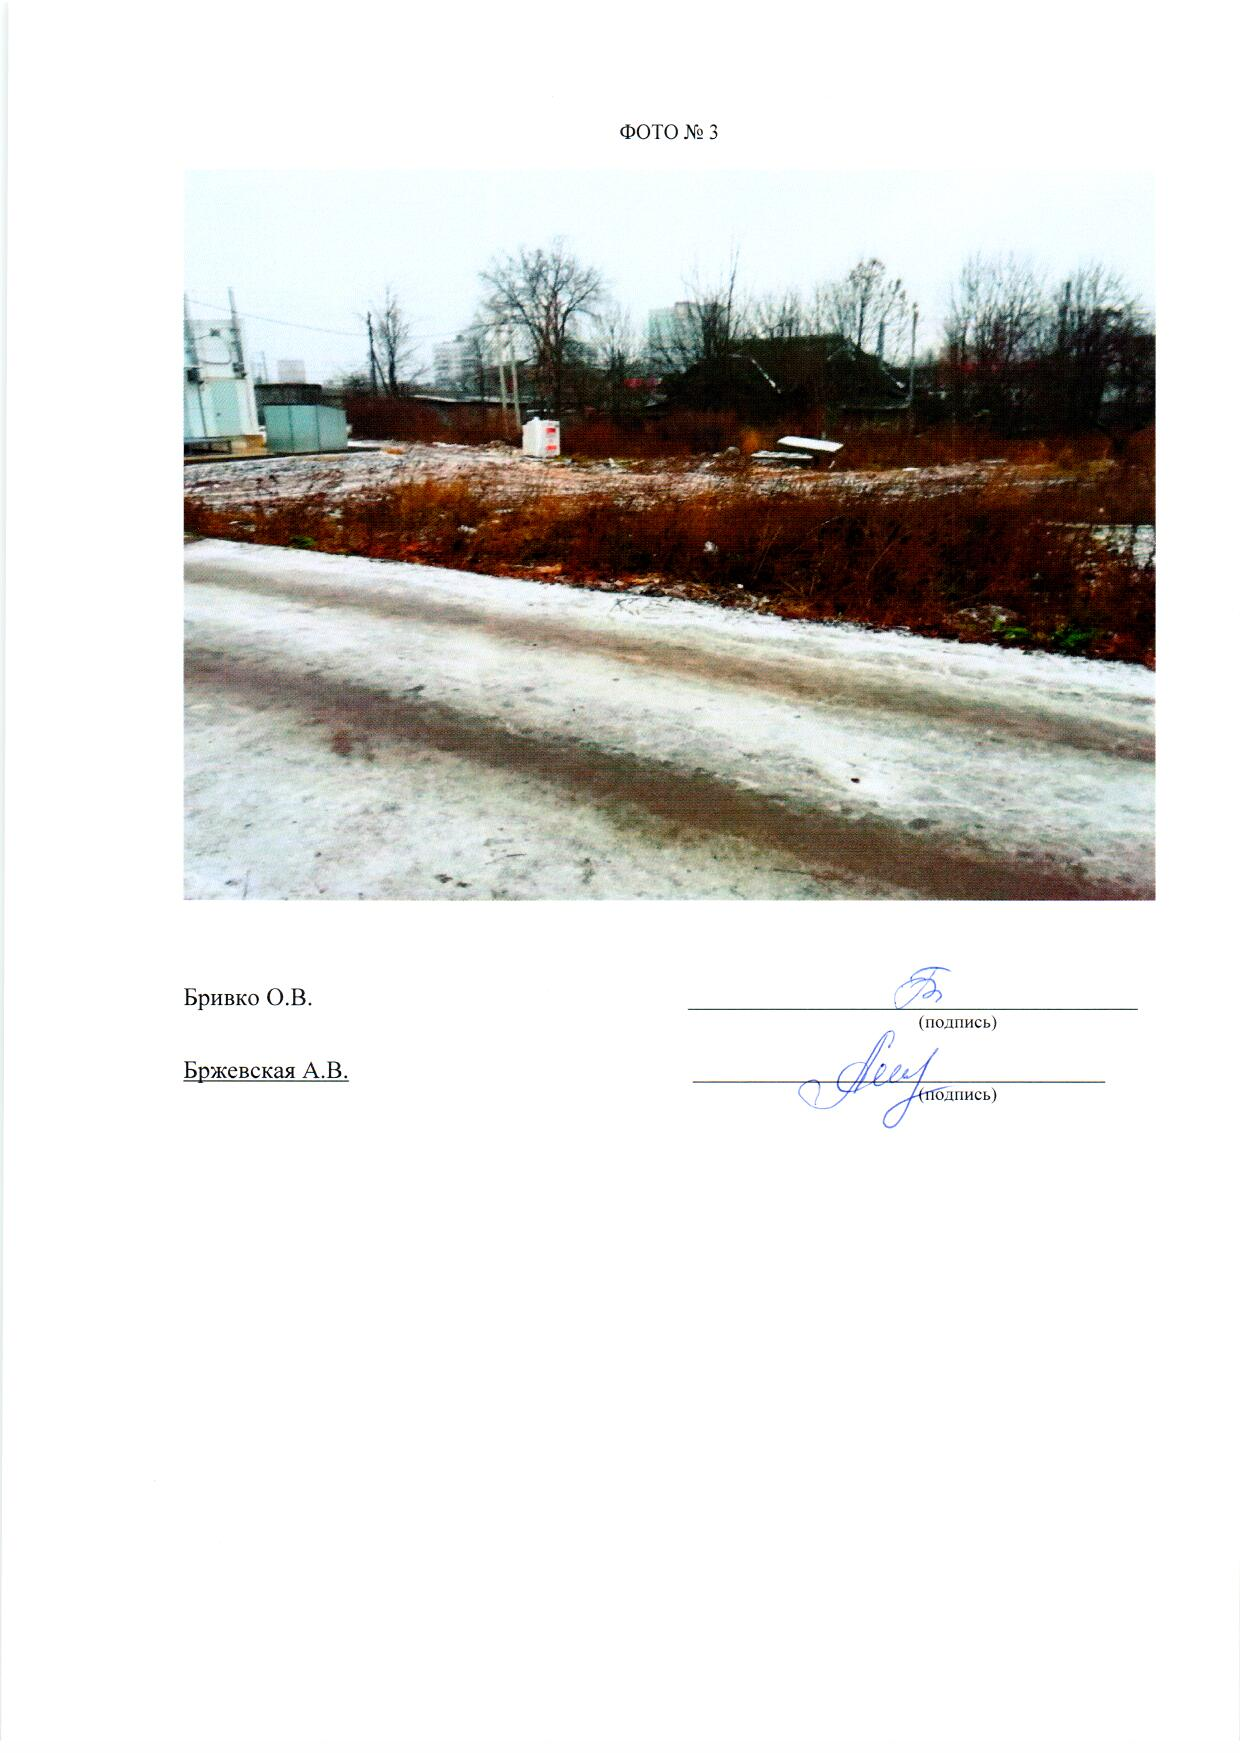 ФОТО № 3
Бривко О.В.
(подпись)
Бржевская А.В.
(подпись)